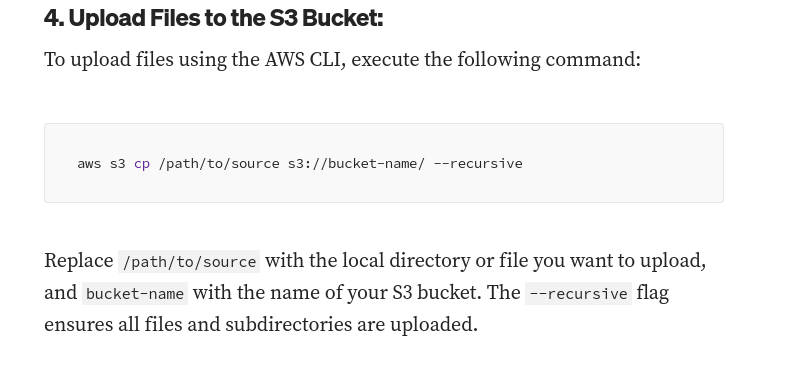 4. Upload Files to the S3 Bucket:
To upload files using the AWS CLI, execute the following command:
aws s3 cp /path/to/source s3://bucket-name/ --recursive
Replace /path/to/source with the local directory or file you want to upload,
and bucket-name with the name of your S3 bucket. The --recursive flag
ensures all files and subdirectories are uploaded.